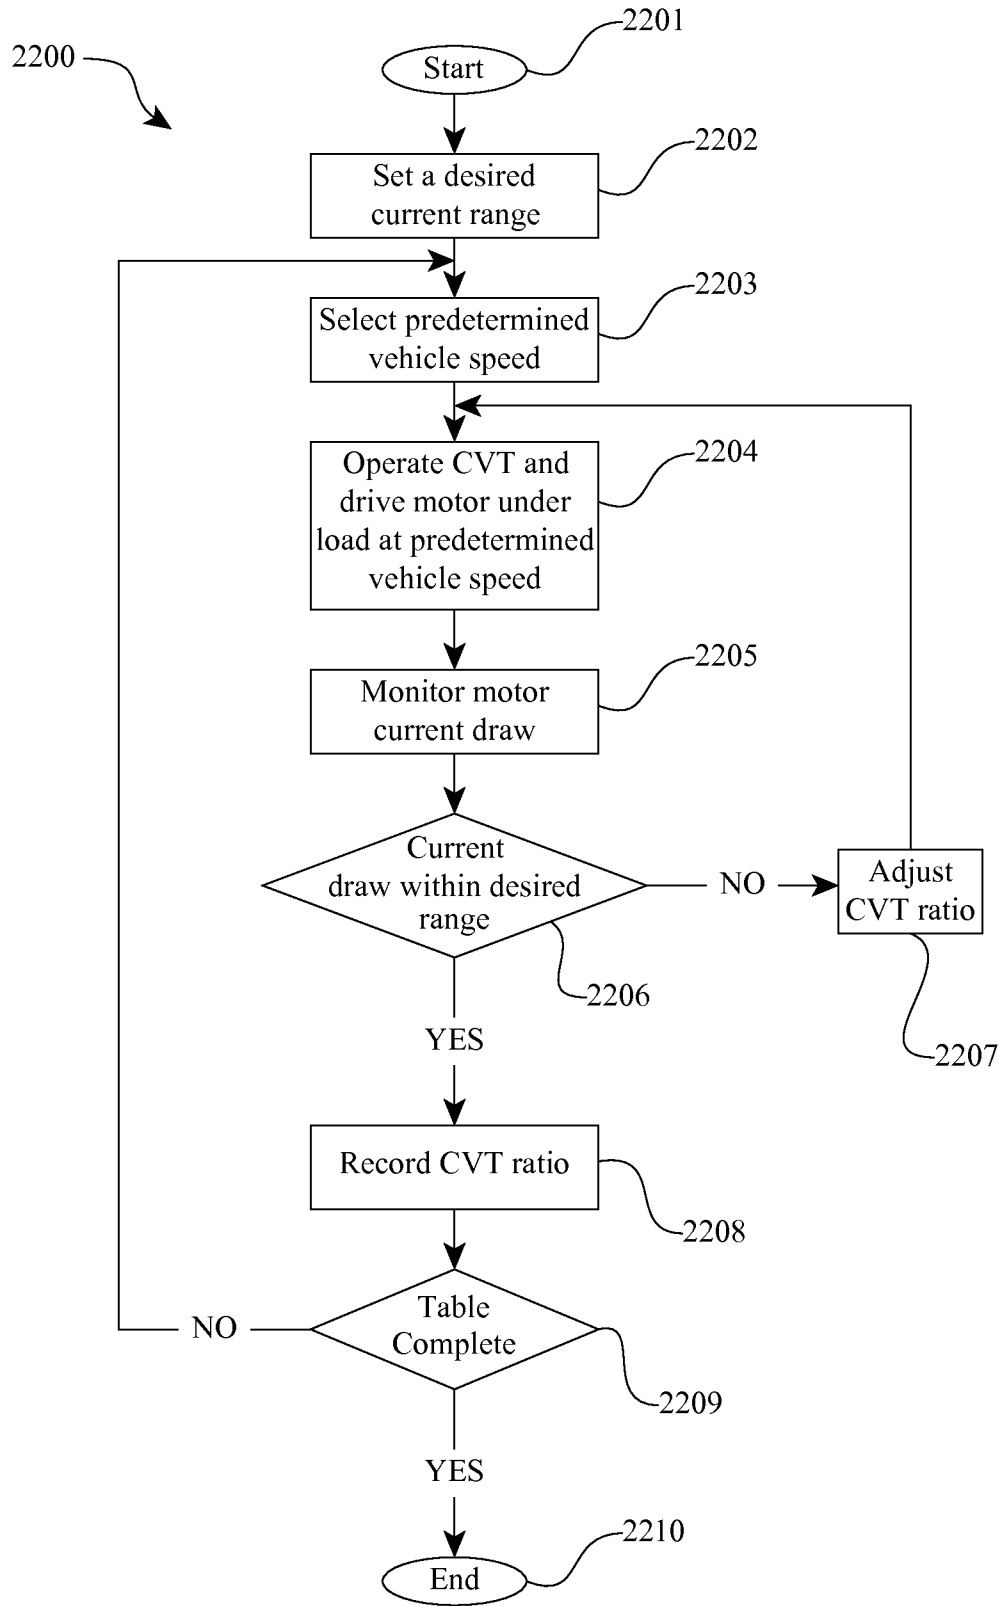 2200
2201
Start
2202
Set a desired
current range
2203
Select predetermined
vehicle speed
2204
Operate CVT and
drive motor under
load at predetermined
vehicle speed
2205
Monitor motor
current draw
Current
draw within desired
range
NO
Adjust
CVT ratio
2206
2207
YES
Record CVT ratio
2208
Table
Complete
NO
2209
YES
2210
End